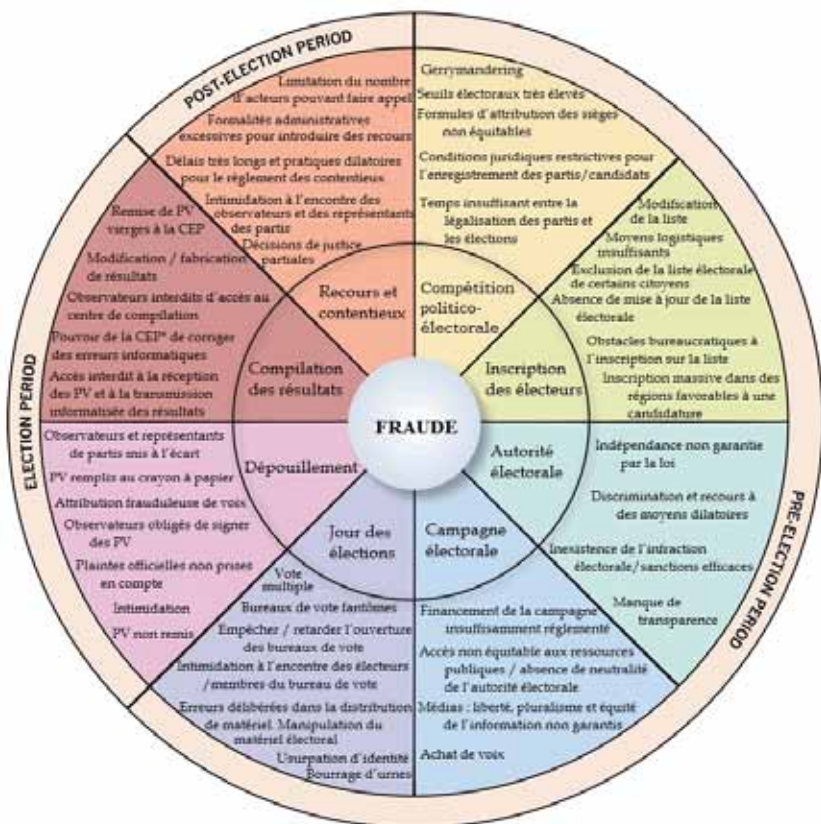 POST-ELECTION PERIOD
ELECTION PERIOD
PRE-ELECTION PERIOD
FRAUDE
Recours et
contentieux
Limitation du nombre
d'acteurs pouvant faire appel
Formalités administratives
excessives pour introduire des recours
Délais très longs et pratiques dilatoires
pour le règlement des contentieux
Intimidation à l'encontre des
observateurs et des représentants
des partis
Décisions de justice
partiales
Compétition
politico-
électorale
Gerrymandering
Seuils électoraux très élevés
Formules d'attribution des sièges
non équitables
Conditions juridiques restrictives pour
l'enregistrement des partis/candidats
Temps insuffisant entre la
légalisation des partis et
les élections
Inscription
des électeurs
Modification
de la liste
Moyens logistiques
insuffisants
Exclusion de la liste électorale
de certains citoyens
Absence de mise à jour de la liste
électorale
Obstacles bureaucratiques à
l'inscription sur la liste
Inscription massive dans des
régions favorables à une
candidature
Autorité
électorale
Indépendance non garantie
par la loi
Discrimination et recours à
des moyens dilatoires
Inexistence de l'infraction
électorale/sanctions efficaces
Manque de
transparence
Campagne
électorale
Financement de la campagne
insuffisamment réglementé
Accès non équitable aux ressources
publiques / absence de neutralité
de l'autorité électorale
Médias : liberté, pluralisme et équité
de l'information non garantis
Achat de voix
Jour des
élections
Vote
multiple
Bureaux de vote fantômes
Empêcher / retarder l'ouverture
des bureaux de vote
Intimidation à l'encontre des électeurs
/membres du bureau de vote
Erreurs délibérées dans la distribution
de matériel. Manipulation du
matériel électoral
Usurpation d'identité
Bourrage d'urnes
Dépouillement
Observateurs et représentants
de partis mis à l'écart
PV remplis au crayon à papier
Attribution frauduleuse de voix
Observateurs obligés de signer
des PV
Plaintes officielles non prises
en compte
Intimidation
PV non remis
Compilation
des résultats
Remise de PV
vierges à la CEP
Modification / fabrication
de résultats
Observateurs interdits d'accès au
centre de compilation
Pouvoir de la CEP* de corriger
des erreurs informatiques
Accès interdit à la réception
des PV et à la transmission
informatisée des résultats